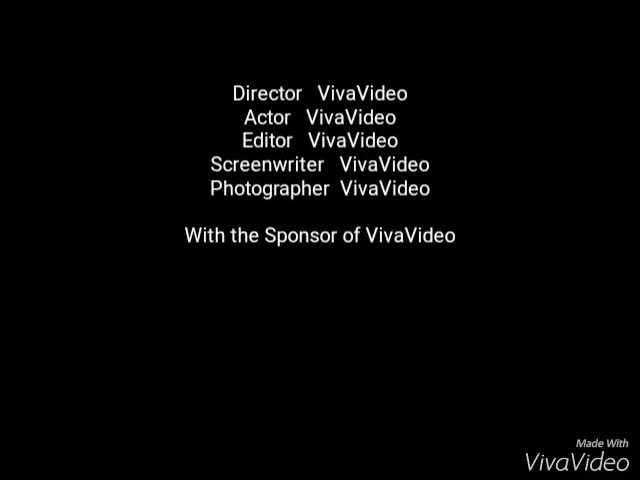 Director VivaVideo
Actor VivaVideo
Editor VivaVideo
Screenwriter VivaVideo
Photographer VivaVideo
With the Sponsor of VivaVideo
Made With
VivaVideo